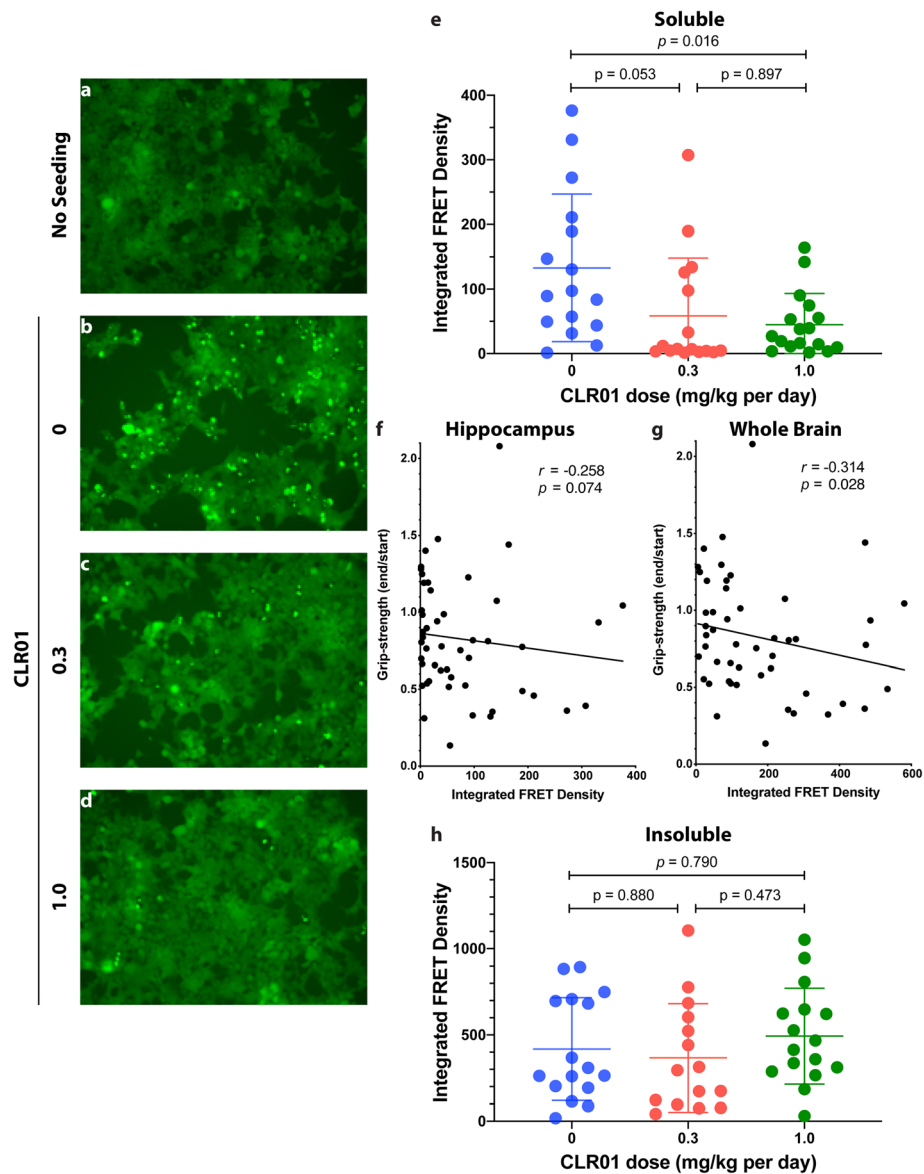 a
No Seeding
b
0
c
0.3
d
1.0
CLR01
e
Soluble
p = 0.016
p = 0.053
p = 0.897
400
300
200
100
0
Integrated FRET Density
0
0.3
1.0
CLR01 dose (mg/kg per day)
f
Hippocampus
r = -0.258
p = 0.074
2.0
1.5
1.0
0.5
0.0
Grip-strength (end/start)
0
100
200
300
400
Integrated FRET Density
g
Whole Brain
r = -0.314
p = 0.028
2.0
1.5
1.0
0.5
0.0
Grip-strength (end/start)
0
200
400
600
Integrated FRET Density
h
Insoluble
p = 0.790
p = 0.880
p = 0.473
1500
1000
500
0
Integrated FRET Density
0
0.3
1.0
CLR01 dose (mg/kg per day)